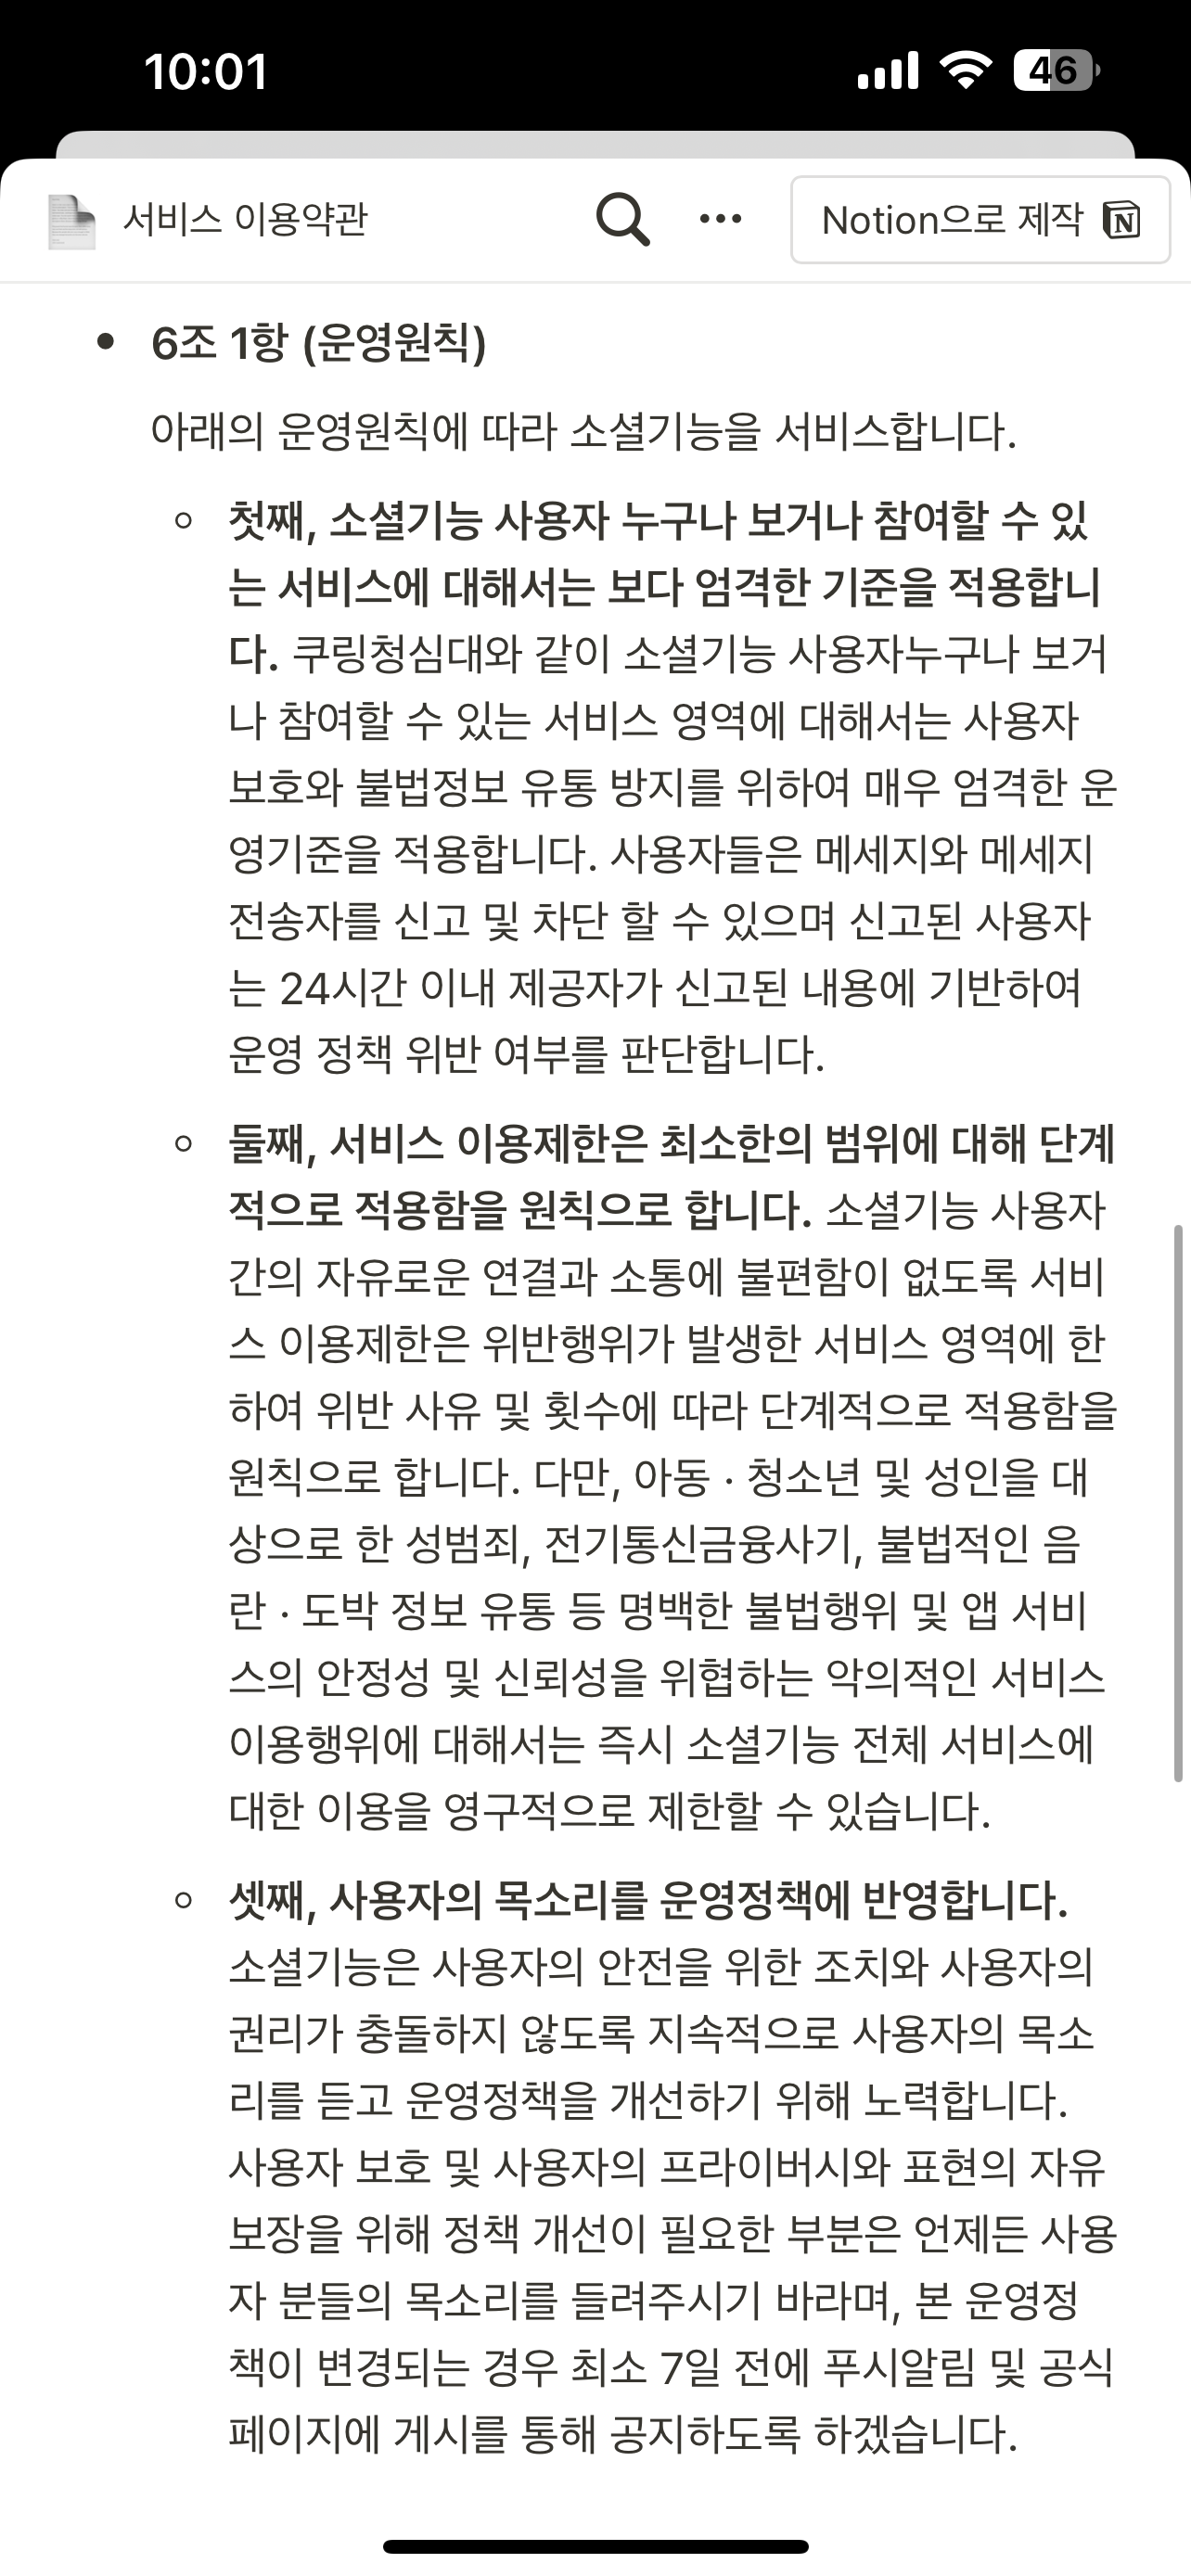 10:01
46
서비스 이용약관
Notion으로 제작
6조 1항 (운영원칙)
아래의 운영원칙에 따라 소셜기능을 서비스합니다.
첫째, 소셜기능 사용자 누구나 보거나 참여할 수 있
는 서비스에 대해서는 보다 엄격한 기준을 적용합니
다. 쿠링청심대와 같이 소셜기능 사용자누구나 보거
나 참여할 수 있는 서비스 영역에 대해서는 사용자
보호와 불법정보 유통 방지를 위하여 매우 엄격한 운
영기준을 적용합니다. 사용자들은 메세지와 메세지
전송자를 신고 및 차단 할 수 있으며 신고된 사용자
는 24시간 이내 제공자가 신고된 내용에 기반하여
운영 정책 위반 여부를 판단합니다.
둘째, 서비스 이용제한은 최소한의 범위에 대해 단계
적으로 적용함을 원칙으로 합니다. 소셜기능 사용자
간의 자유로운 연결과 소통에 불편함이 없도록 서비
스 이용제한은 위반행위가 발생한 서비스 영역에 한
하여 위반 사유 및 횟수에 따라 단계적으로 적용함을
원칙으로 합니다. 다만, 아동 · 청소년 및 성인을 대
상으로 한 성범죄, 전기통신금융사기, 불법적인 음
란 · 도박 정보 유통 등 명백한 불법행위 및 앱 서비
스의 안정성 및 신뢰성을 위협하는 악의적인 서비스
이용행위에 대해서는 즉시 소셜기능 전체 서비스에
대한 이용을 영구적으로 제한할 수 있습니다.
셋째, 사용자의 목소리를 운영정책에 반영합니다.
소셜기능은 사용자의 안전을 위한 조치와 사용자의
권리가 충돌하지 않도록 지속적으로 사용자의 목소
리를 듣고 운영정책을 개선하기 위해 노력합니다.
사용자 보호 및 사용자의 프라이버시와 표현의 자유
보장을 위해 정책 개선이 필요한 부분은 언제든 사용
자 분들의 목소리를 들려주시기 바라며, 본 운영정
책이 변경되는 경우 최소 7일 전에 푸시알림 및 공식
페이지에 게시를 통해 공지하도록 하겠습니다.